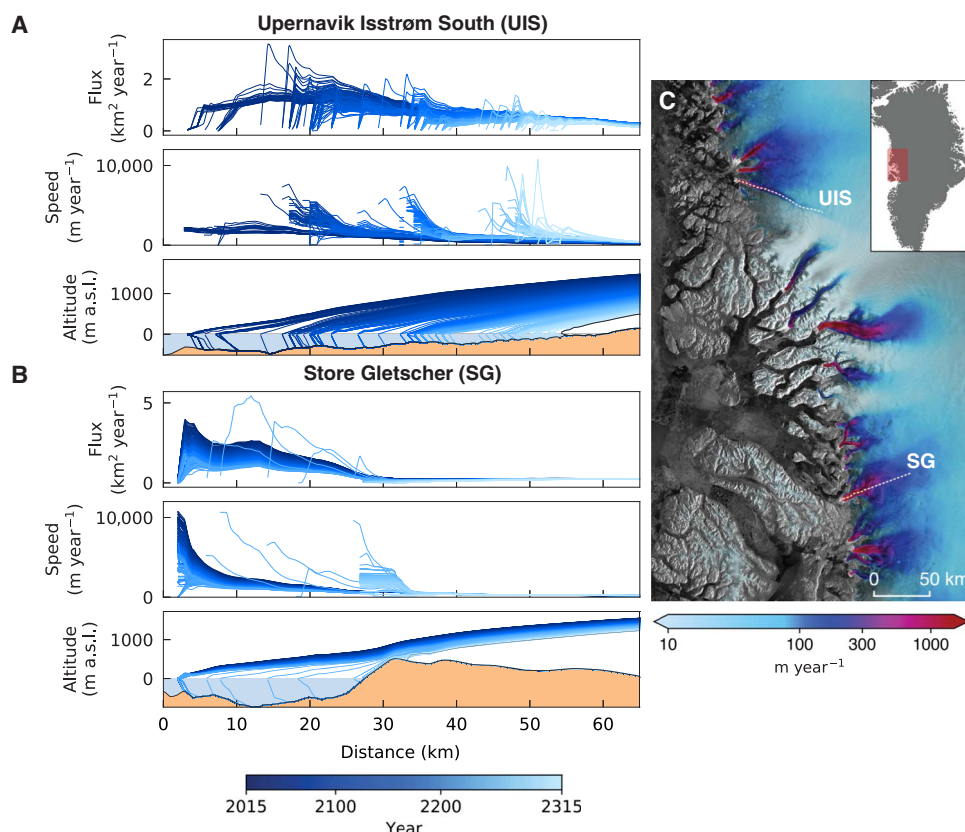 A
Upernavik Isstrøm South (UIS)
Flux
(km² year⁻¹)
2
0
Speed
(m year⁻¹)
10,000
0
Altitude
(m a.s.l.)
1000
0
B
Store Gletscher (SG)
Flux
(km² year⁻¹)
5
0
Speed
(m year⁻¹)
10,000
0
Altitude
(m a.s.l.)
1000
0
0 10 20 30 40 50 60
Distance (km)
2015 2100 2200 2315
Year
C
UIS
SG
0 50 km
10 100 300 1000
m year⁻¹